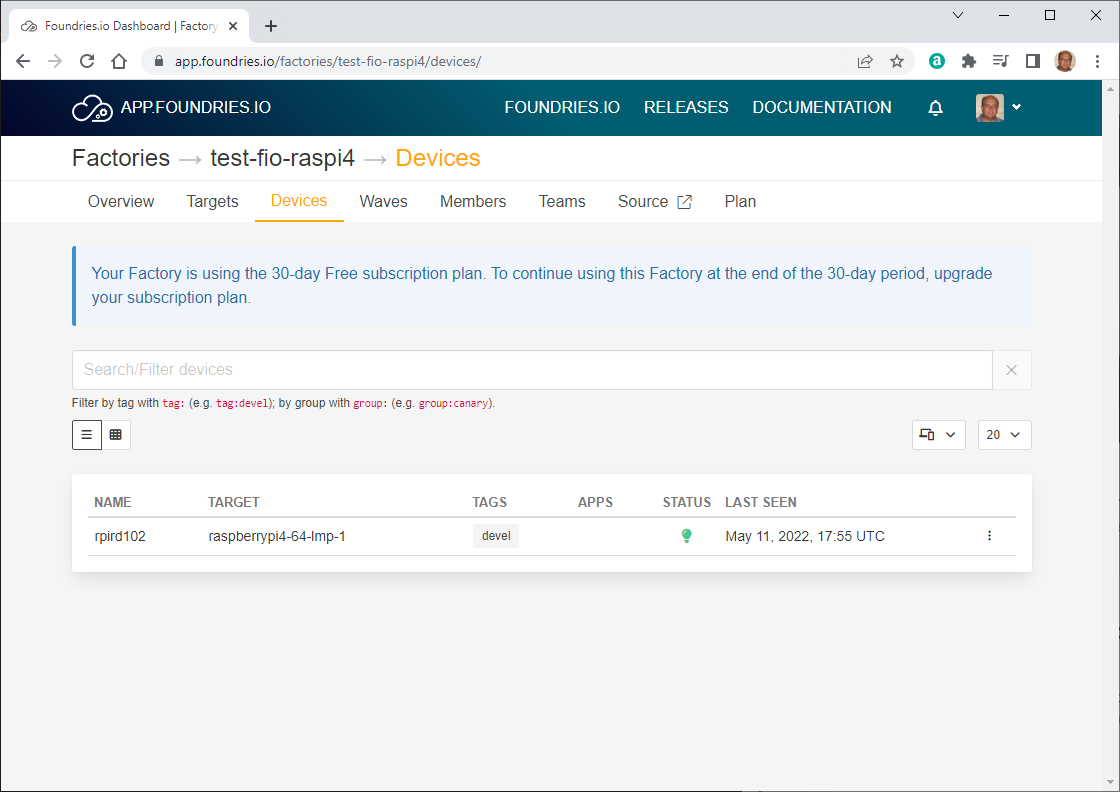 Foundries.io Dashboard | Factory
app.foundries.io/factories/test-fio-raspi4/devices/
a
APP.FOUNDRIES.IO FOUNDRIES.IO RELEASES DOCUMENTATION
Factories → test-fio-raspi4 → Devices
Overview Targets Devices Waves Members Teams Source Plan
Your Factory is using the 30-day Free subscription plan. To continue using this Factory at the end of the 30-day period, upgrade
your subscription plan.
Search/Filter devices
Filter by tag with tag: (e.g. tag:devel); by group with group: (e.g. group:canary).
20
NAME TARGET TAGS APPS STATUS LAST SEEN
rpird102 raspberrypi4-64-lmp-1 devel May 11, 2022, 17:55 UTC